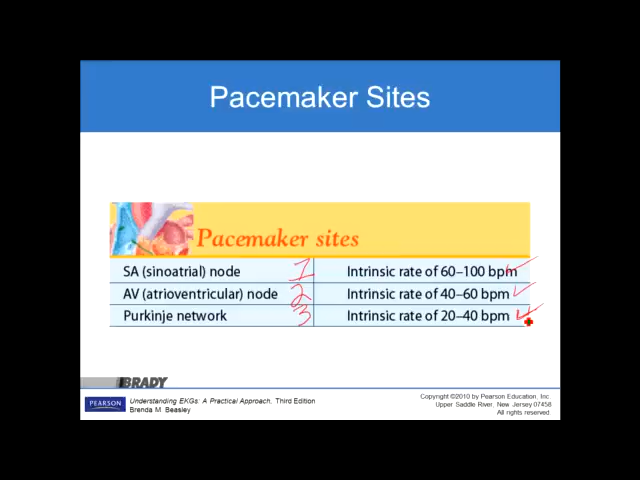 Pacemaker Sites
Pacemaker sites
SA (sinoatrial) node 1 Intrinsic rate of 60–100 bpm
AV (atrioventricular) node 2 Intrinsic rate of 40–60 bpm
Purkinje network 3 Intrinsic rate of 20–40 bpm
BRADY
PEARSON
Understanding EKGs: A Practical Approach, Third Edition
Brenda M. Beasley
Copyright ©2010 by Pearson Education, Inc.
Upper Saddle River, New Jersey 07458
All rights reserved.